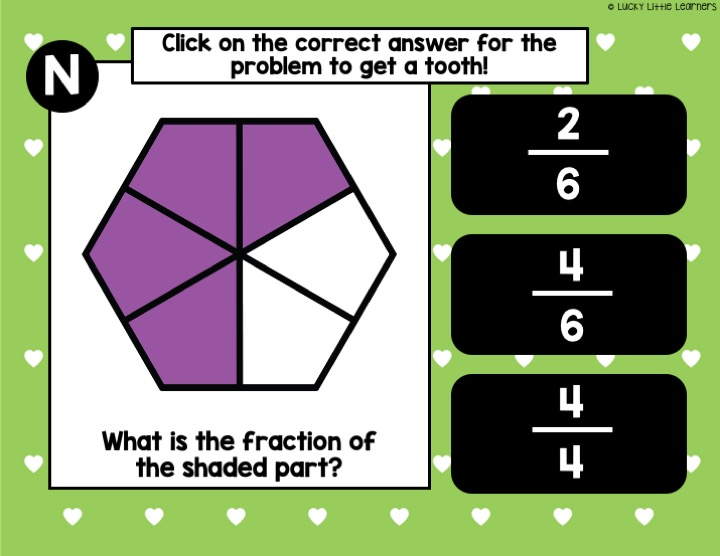 © Lucky Little Learners
Click on the correct answer for the
problem to get a tooth!
N
What is the fraction of
the shaded part?
2
6
4
6
4
4